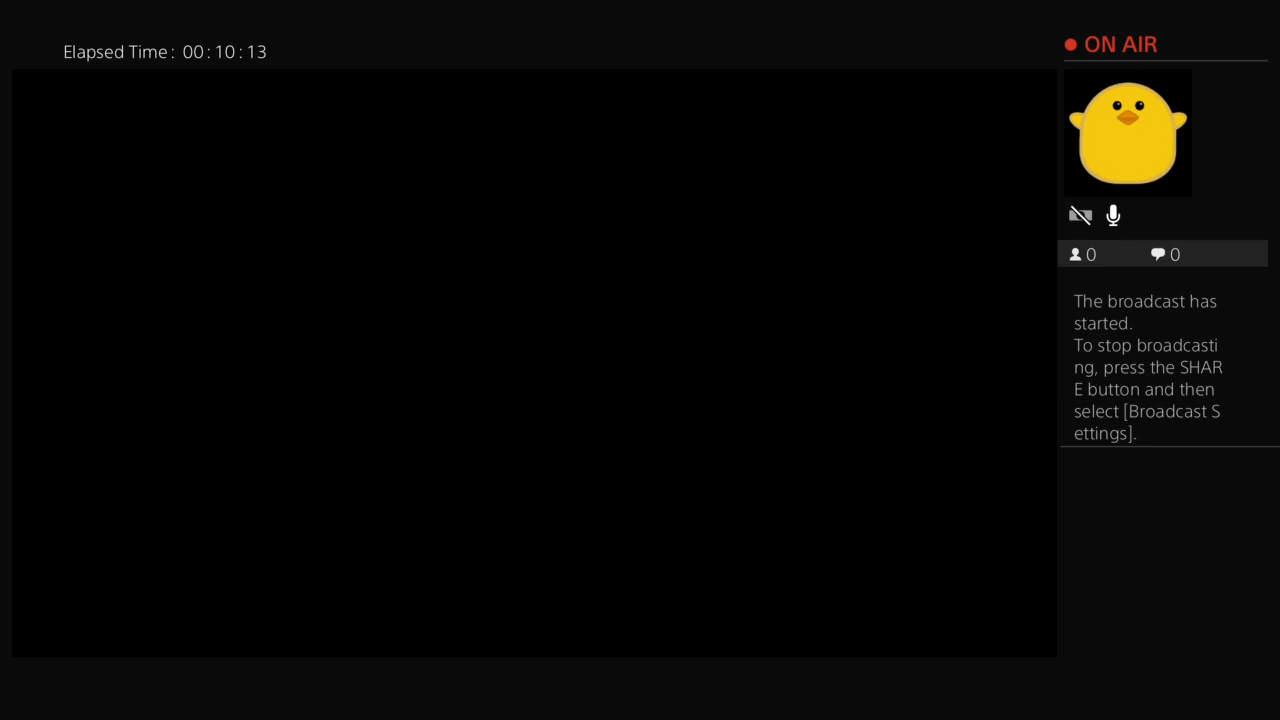 Elapsed Time: 00:10:13
ON AIR
0
0
The broadcast has
started.
To stop broadcasti
ng, press the SHAR
E button and then
select [Broadcast S
ettings].